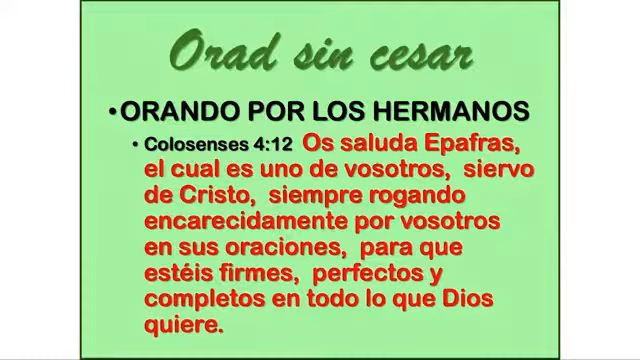 Orad sin cesar
•ORANDO POR LOS HERMANOS
• Colosenses 4:12 Os saluda Epafras,
el cual es uno de vosotros, siervo
de Cristo, siempre rogando
encarecidamente por vosotros
en sus oraciones, para que
estéis firmes, perfectos y
completos en todo lo que Dios
quiere.